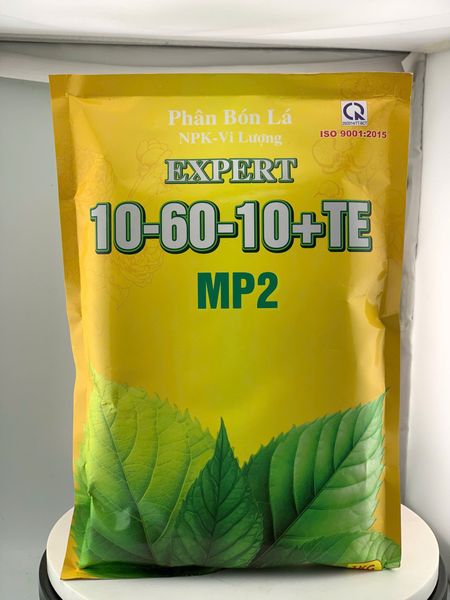 Phân Bón Lá
NPK-Vi Lượng
EXPERT
10-60-10+TE
MP2
ISO 9001:2015